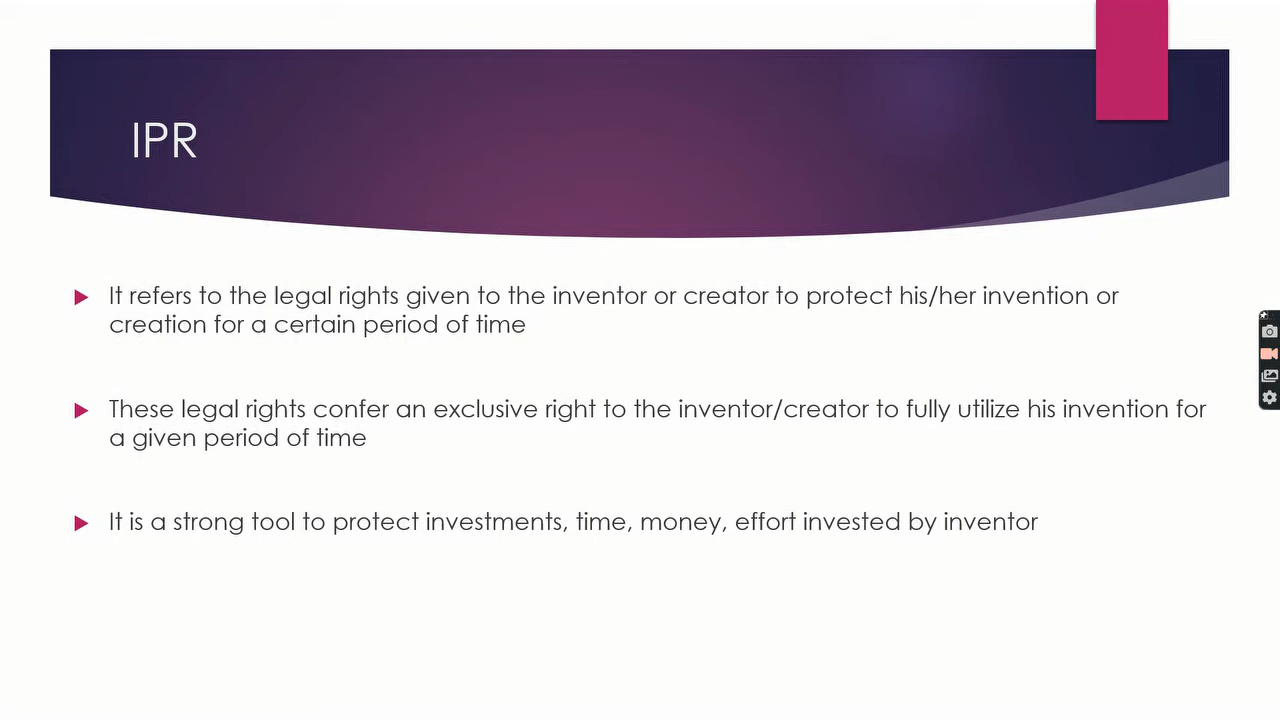 IPR
It refers to the legal rights given to the inventor or creator to protect his/her invention or
creation for a certain period of time
These legal rights confer an exclusive right to the inventor/creator to fully utilize his invention for
a given period of time
It is a strong tool to protect investments, time, money, effort invested by inventor